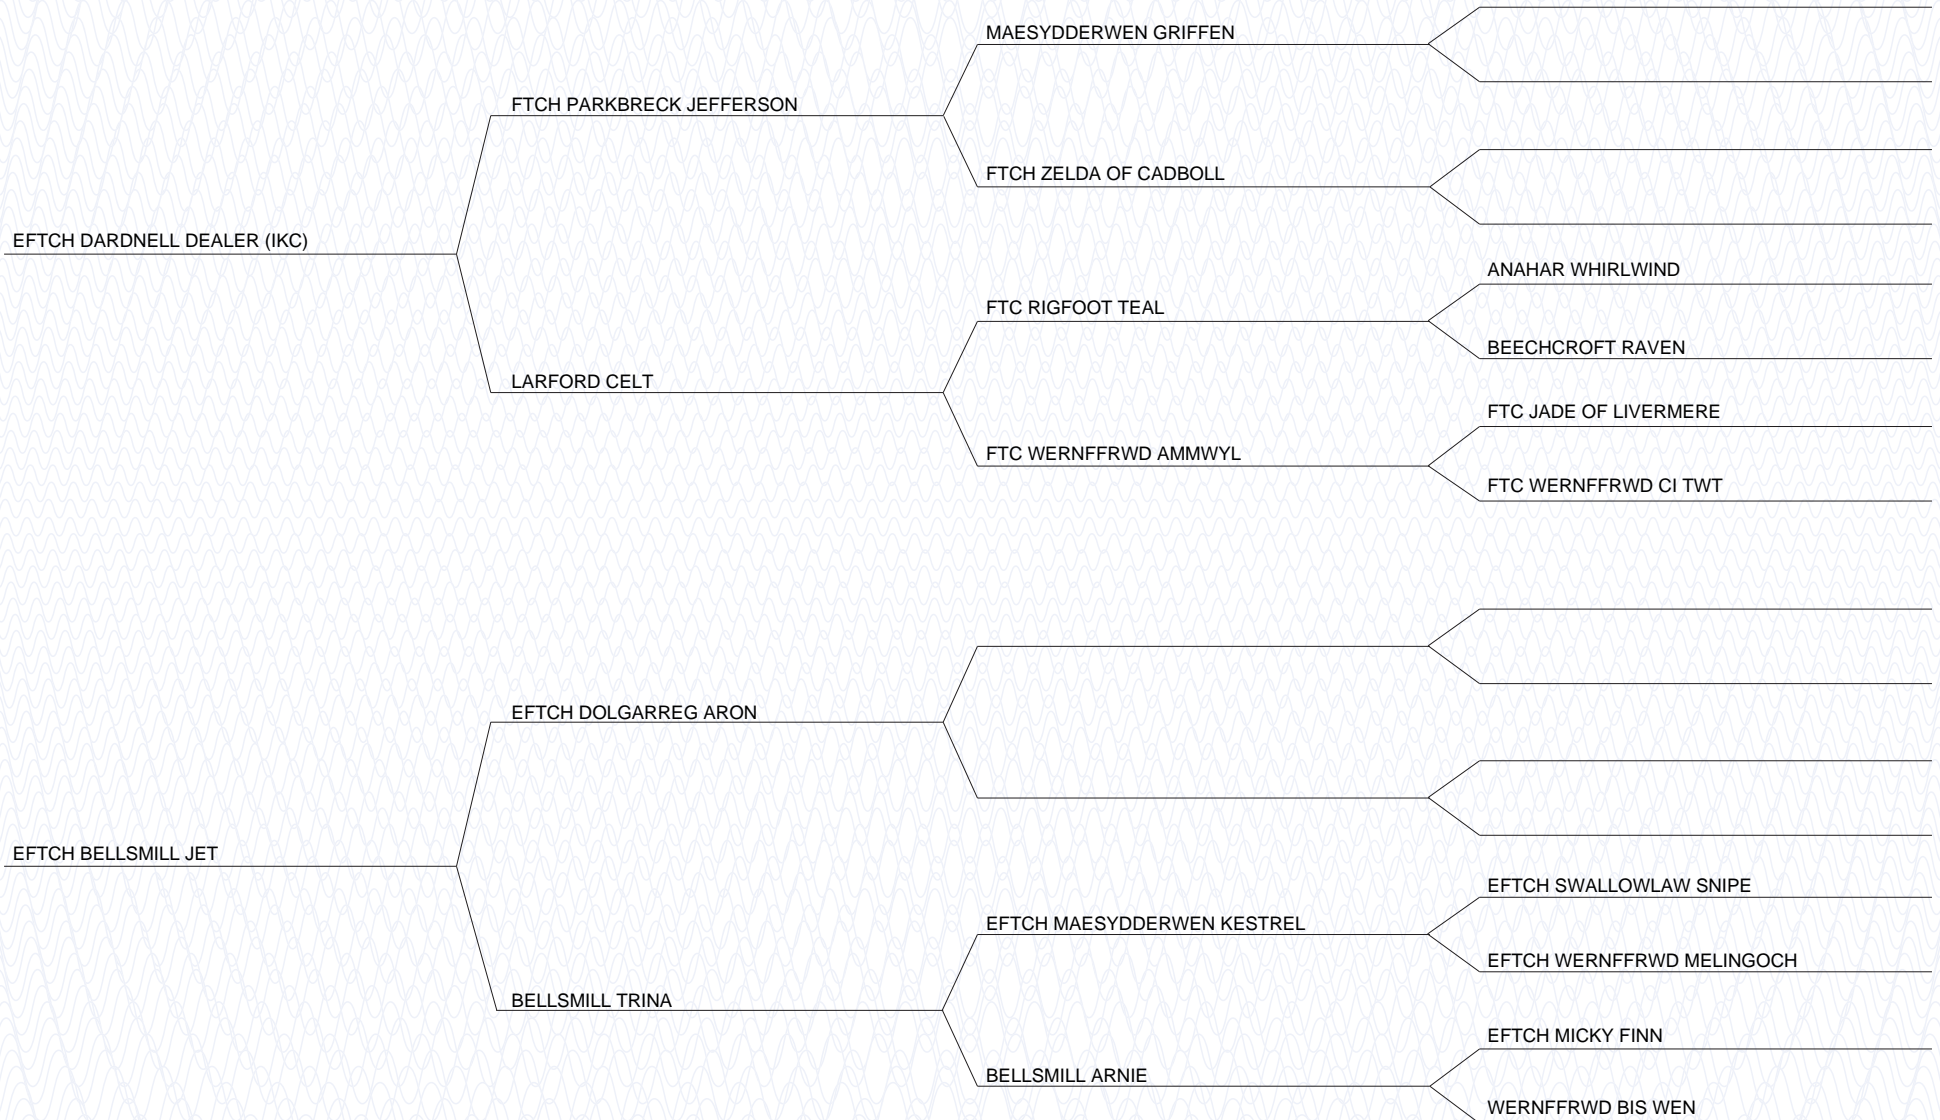 MAESYDDERWEN GRIFFEN
FTCH PARKBRECK JEFFERSON
FTCH ZELDA OF CADBOLL
EFTCH DARDNELL DEALER (IKC)
ANAHAR WHIRLWIND
FTC RIGFOOT TEAL
BEECHCROFT RAVEN
LARFORD CELT
FTC JADE OF LIVERMERE
FTC WERNFFRWD AMMWYL
FTC WERNFFRWD CI TWT
EFTCH DOLGARREG ARON
EFTCH BELLSMILL JET
EFTCH SWALLOWLAW SNIPE
EFTCH MAESYDDERWEN KESTREL
EFTCH WERNFFRWD MELINGOCH
BELLSMILL TRINA
EFTCH MICKY FINN
BELLSMILL ARNIE
WERNFFRWD BIS WEN